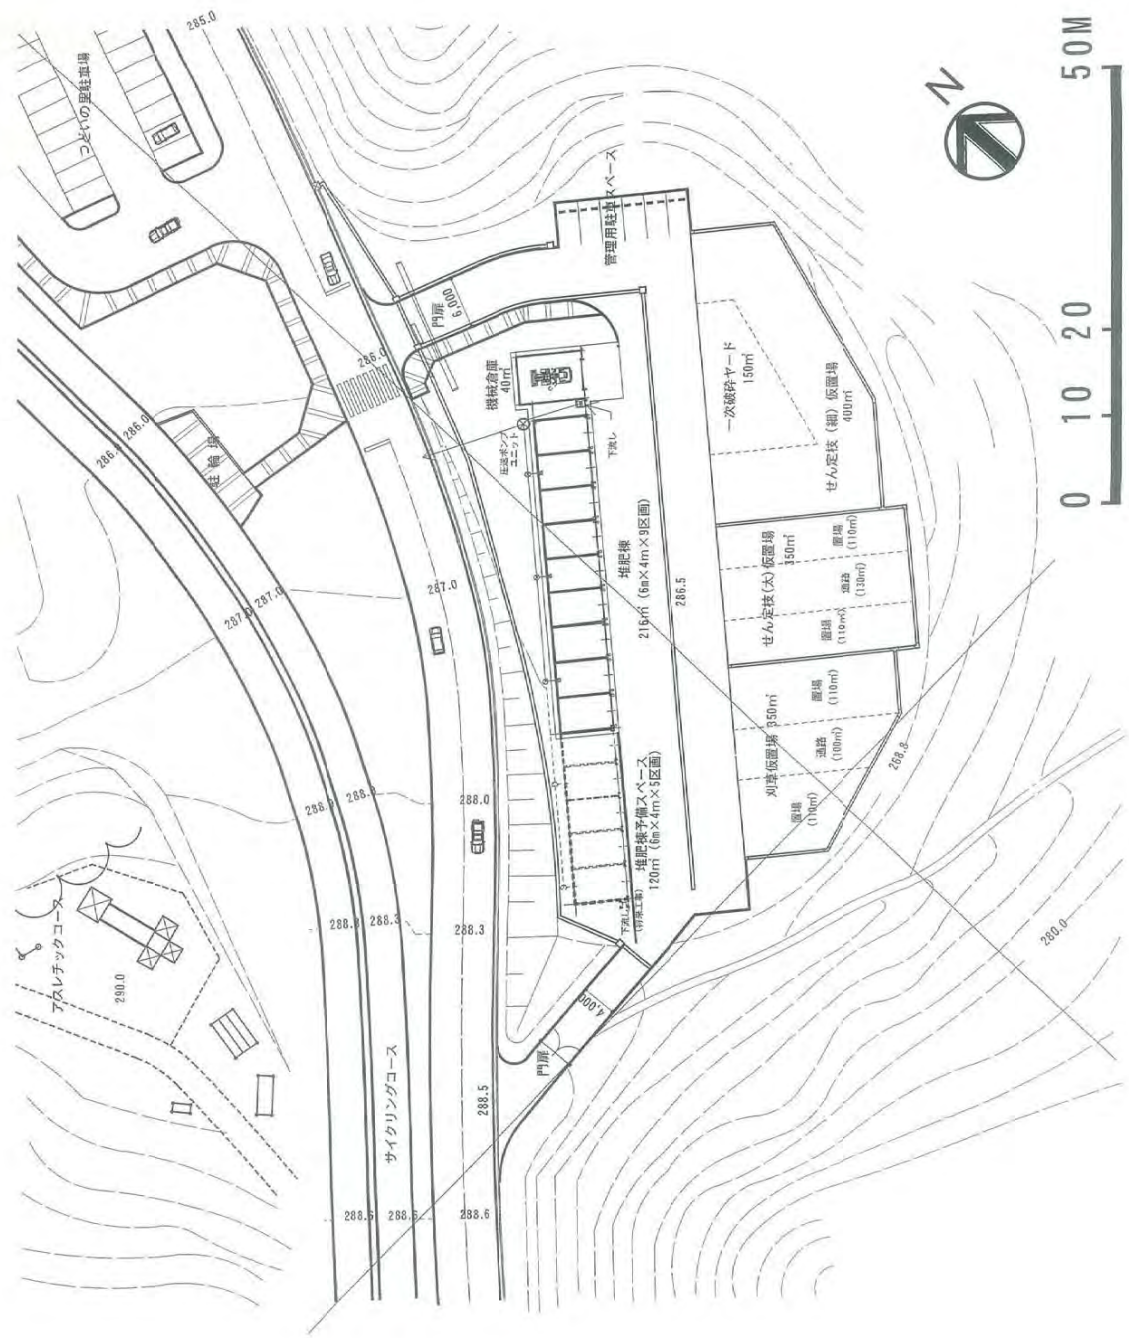 285.0
つどいの里駐車場
N
50M
20
10
0
管理用駐車スペース
門扉
6,000
286.0
機械倉庫
40㎡
圧送ポンプ
ユニット
下流し
一次破砕ヤード
150㎡
せん定枝(細)仮置場
400㎡
286.0
駐輪場
堆肥棟
216㎡(6m×4m×9区画)
286.5
せん定枝(太)仮置場
350㎡
置場
(110㎡)
通路
(130㎡)
置場
(110㎡)
287.0
287.0
287.0
刈草仮置場 350㎡
置場
(110㎡)
通路
(100㎡)
置場
(110㎡)
268.8
堆肥棟予備スペース
120㎡(6m×4m×5区画)
(将来工事)
下流し
288.0
288.3
288.3
アスレチックコース
290.0
280.0
4,000
門扉
サイクリングコース
288.5
288.6
288.6
288.6